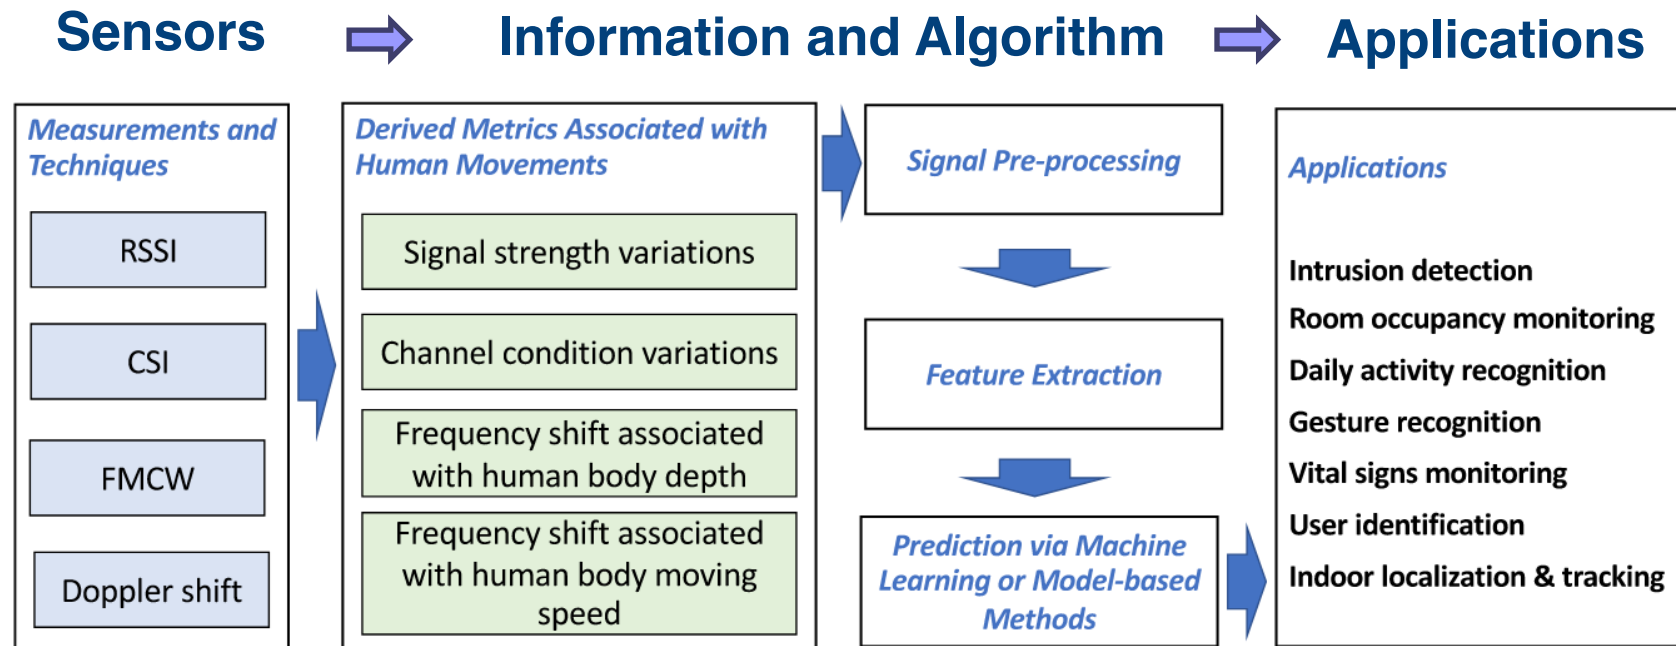 Sensors
Information and Algorithm
Applications
Measurements and
Techniques
RSSI
CSI
FMCW
Doppler shift
Derived Metrics Associated with
Human Movements
Signal strength variations
Channel condition variations
Frequency shift associated
with human body depth
Frequency shift associated
with human body moving
speed
Signal Pre-processing
Feature Extraction
Prediction via Machine
Learning or Model-based
Methods
Applications
Intrusion detection
Room occupancy monitoring
Daily activity recognition
Gesture recognition
Vital signs monitoring
User identification
Indoor localization & tracking